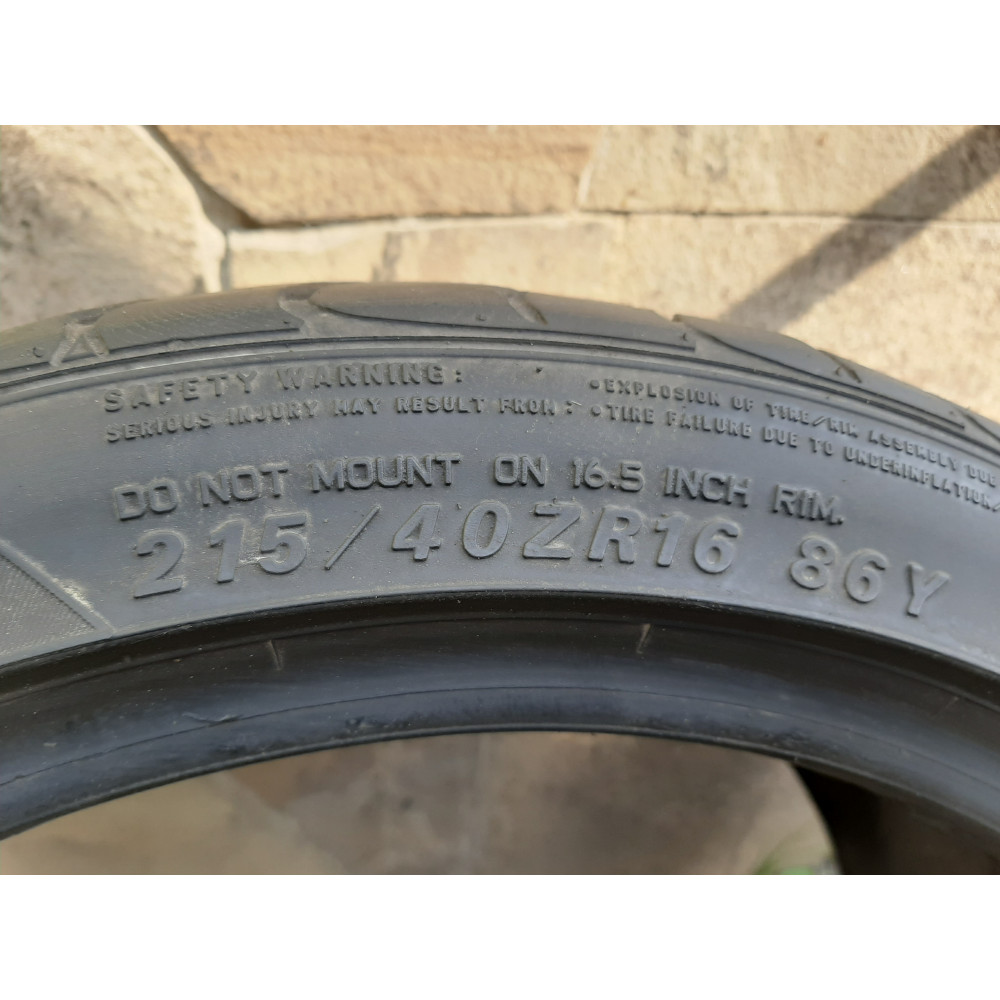 SAFETY WARNING:
SERIOUS INJURY MAY RESULT FROM:
•EXPLOSION OF TIRE/RIM ASSEMBLY DUE
•TIRE FAILURE DUE TO UNDERINFLATION/
DO NOT MOUNT ON 16.5 INCH RIM.
215/40ZR16 86Y